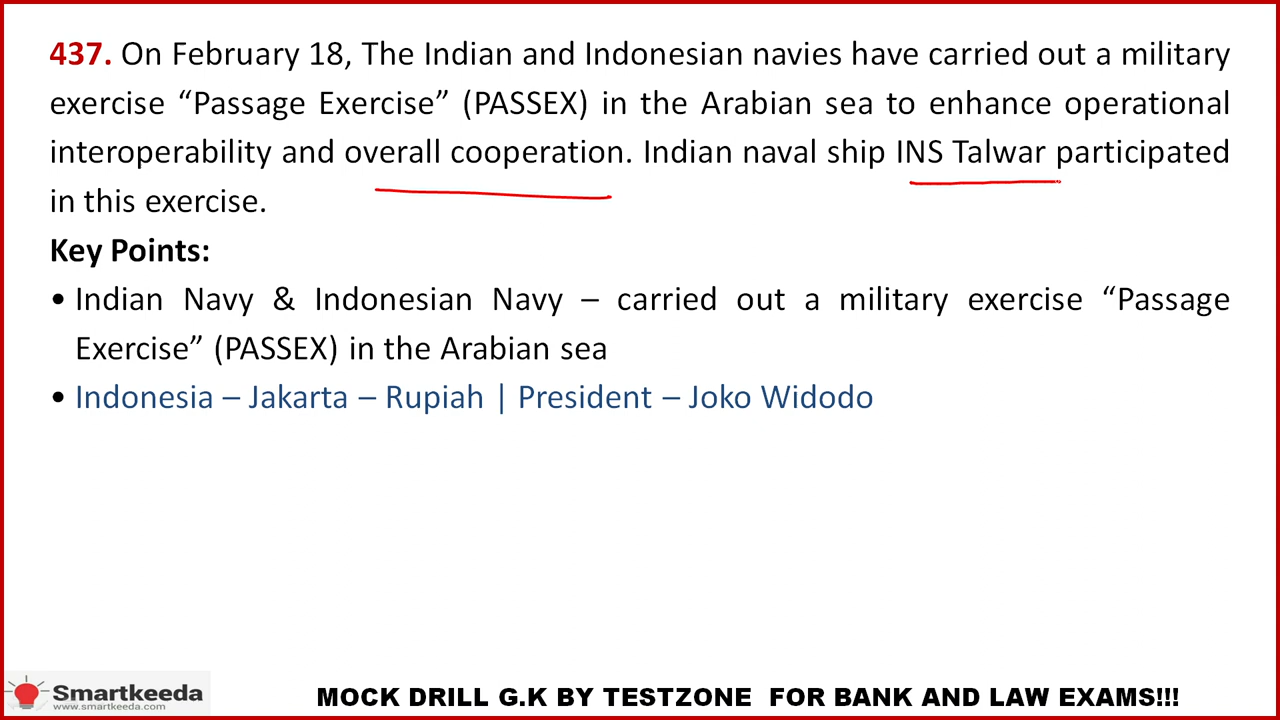 437. On February 18, The Indian and Indonesian navies have carried out a military
exercise “Passage Exercise” (PASSEX) in the Arabian sea to enhance operational
interoperability and overall cooperation. Indian naval ship INS Talwar participated
in this exercise.
Key Points:
• Indian Navy & Indonesian Navy – carried out a military exercise “Passage
Exercise” (PASSEX) in the Arabian sea
• Indonesia – Jakarta – Rupiah | President – Joko Widodo
Smartkeeda
www.smartkeeda.com
MOCK DRILL G.K BY TESTZONE FOR BANK AND LAW EXAMS!!!